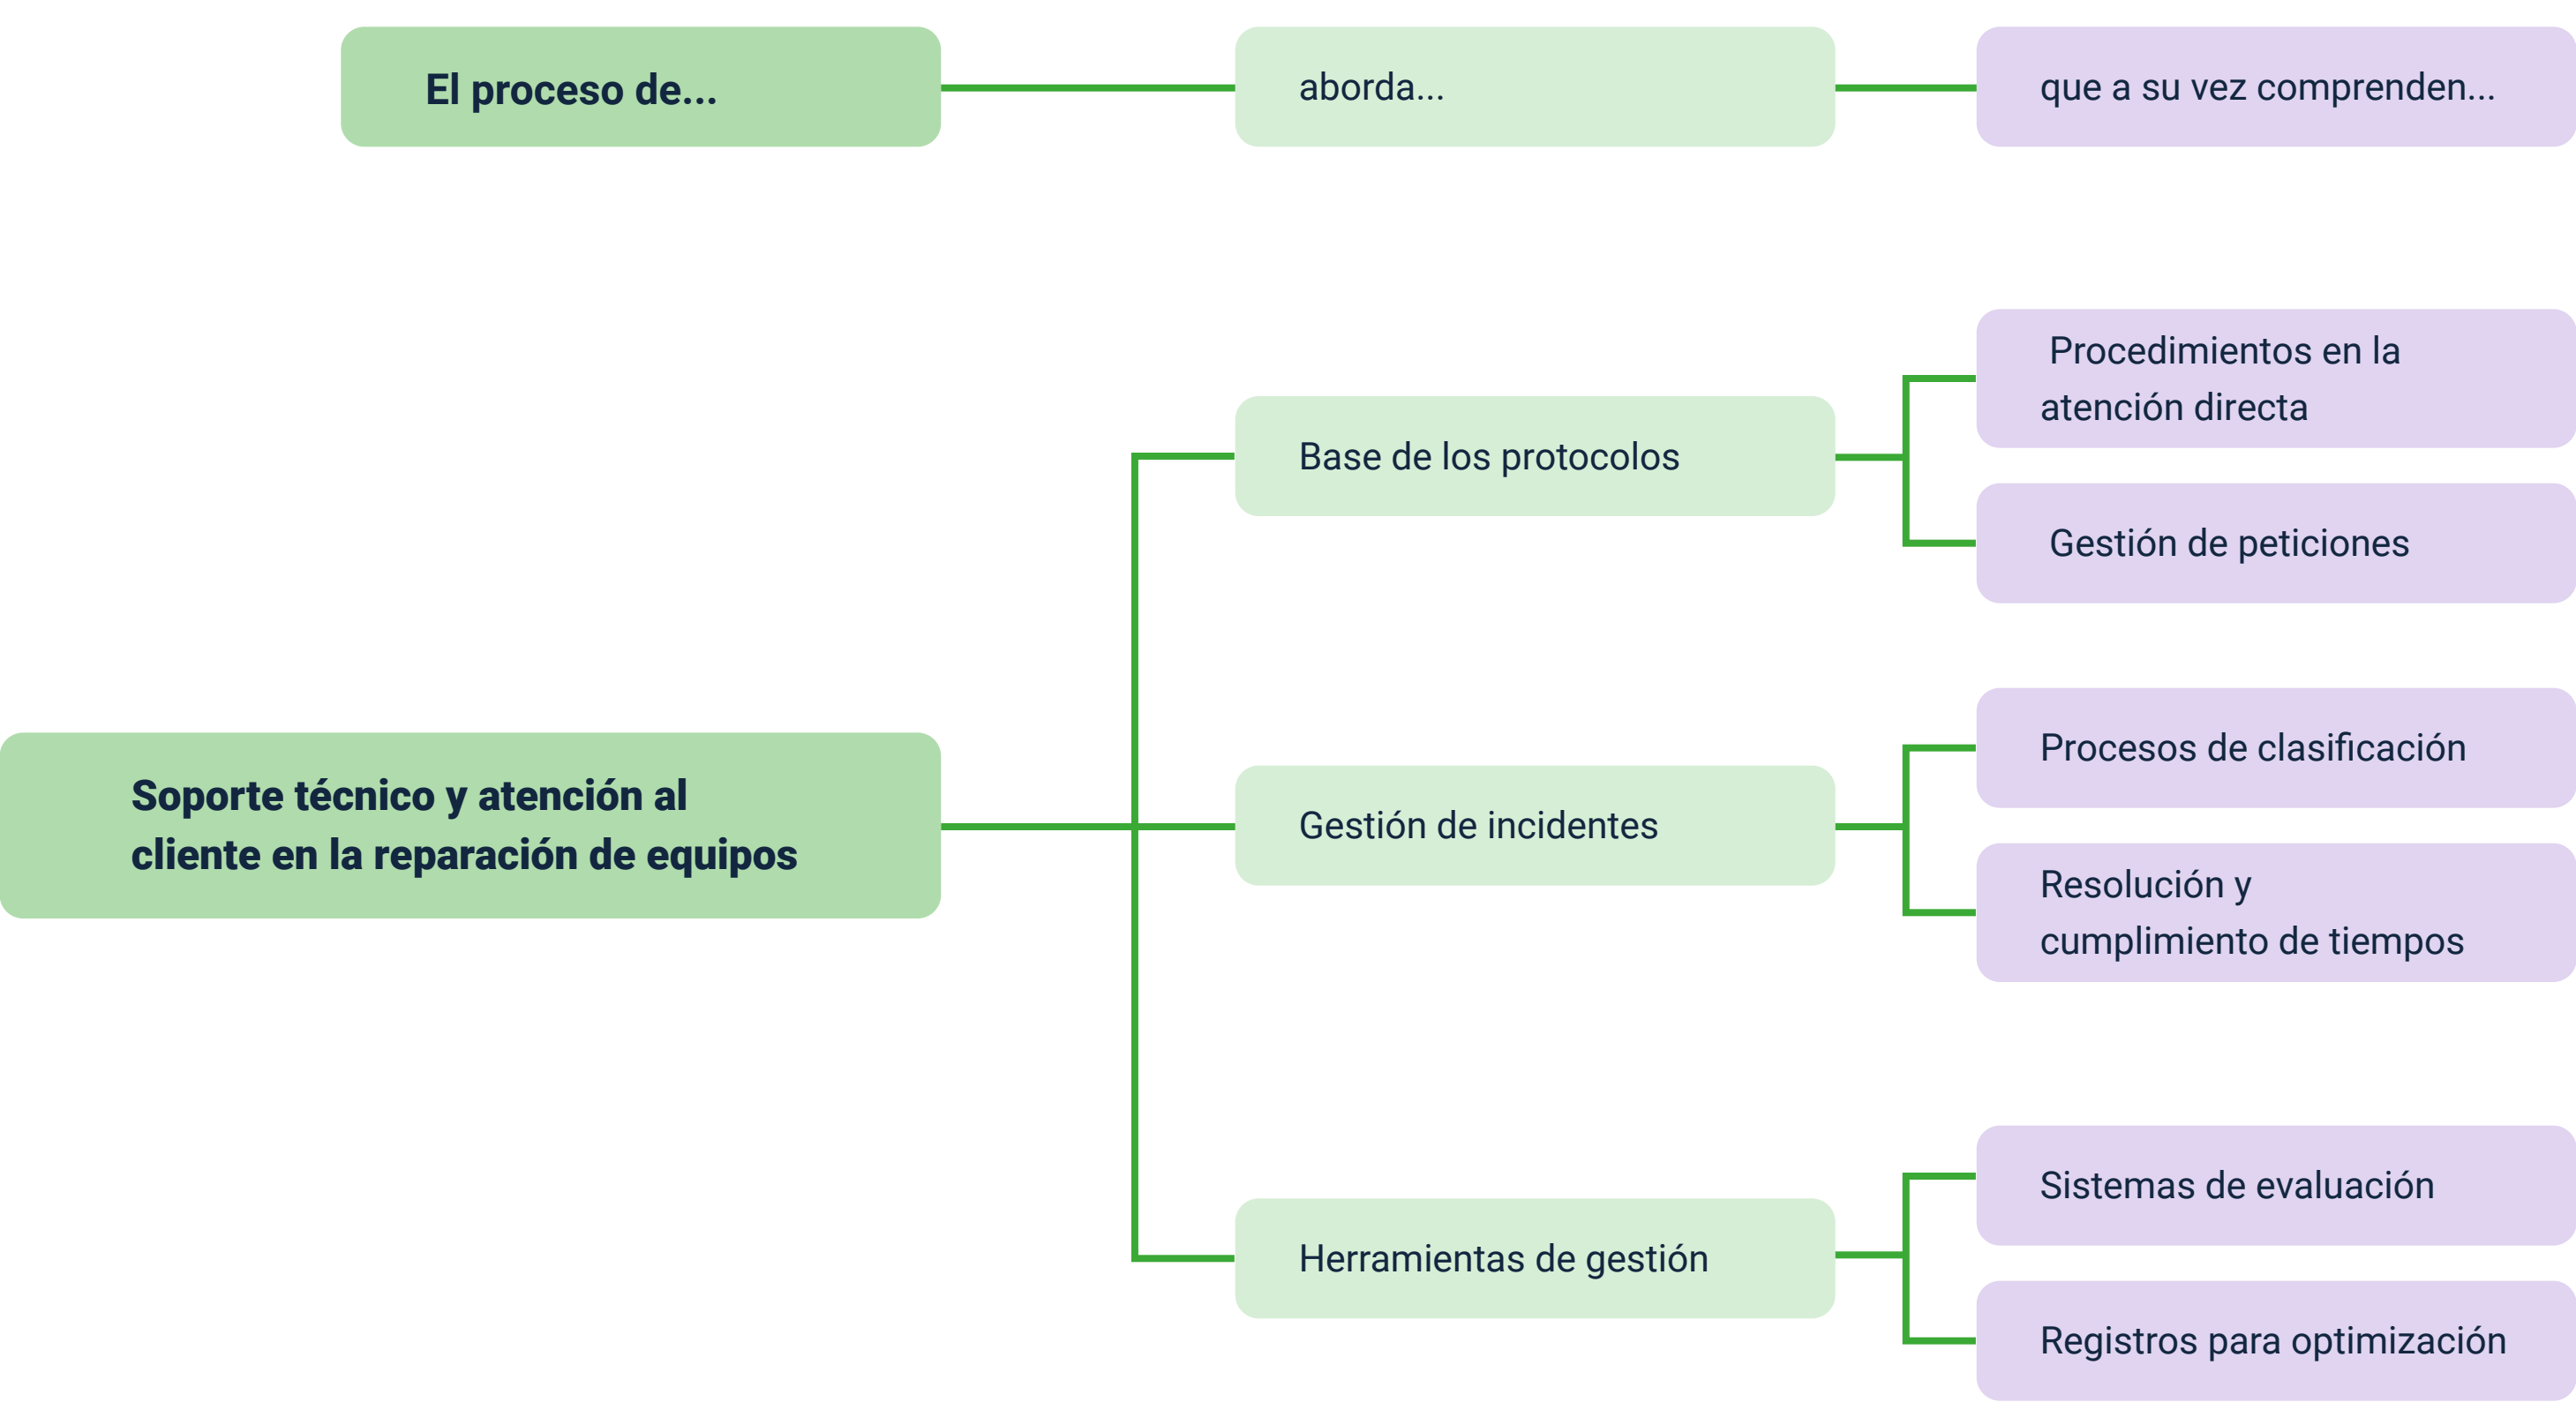 El proceso de...
aborda...
que a su vez comprenden...
Soporte técnico y atención al
cliente en la reparación de equipos
Base de los protocolos
Procedimientos en la
atención directa
Gestión de peticiones
Gestión de incidentes
Procesos de clasificación
Resolución y
cumplimiento de tiempos
Herramientas de gestión
Sistemas de evaluación
Registros para optimización